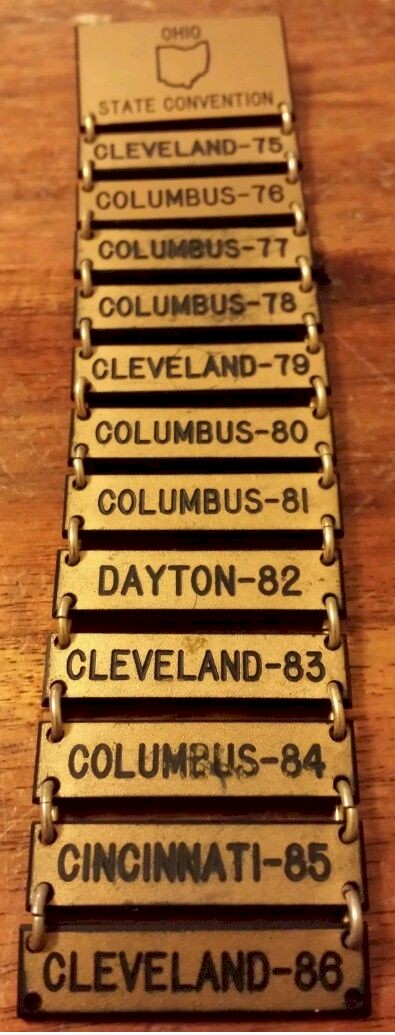 OHIO
STATE CONVENTION
CLEVELAND-75
COLUMBUS-76
COLUMBUS-77
COLUMBUS-78
CLEVELAND-79
COLUMBUS-80
COLUMBUS-81
DAYTON-82
CLEVELAND-83
COLUMBUS-84
CINCINNATI-85
CLEVELAND-86